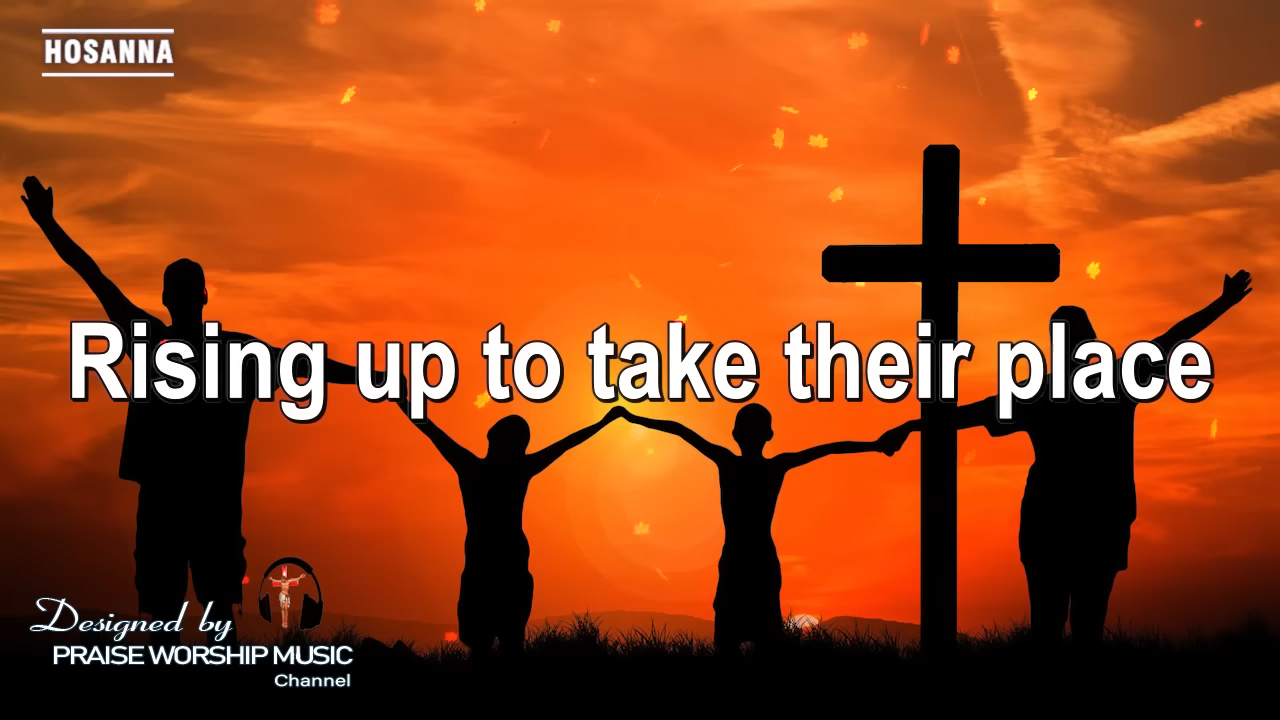 HOSANNA
Rising up to take their place
Designed by
PRAISE WORSHIP MUSIC
Channel